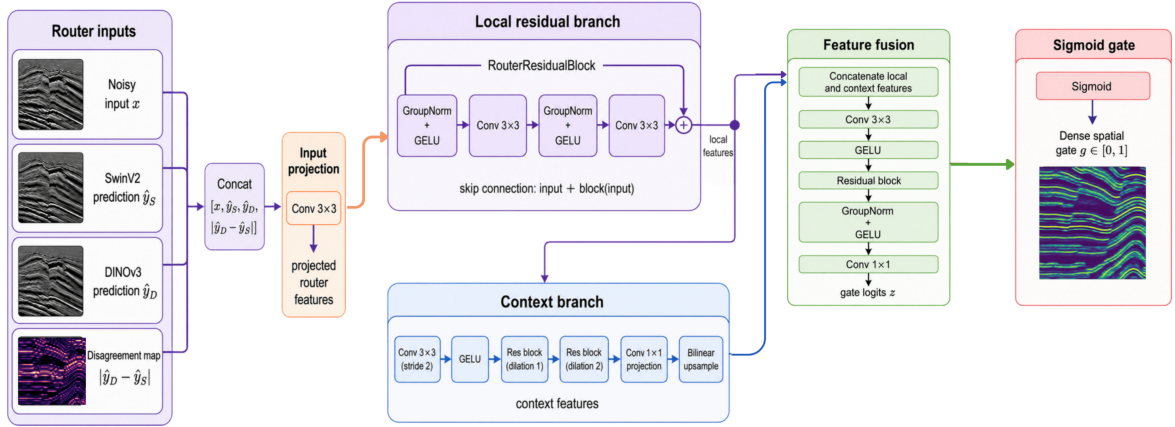 Router inputs
Noisy
input x
SwinV2
prediction ŷ_S
DINOv3
prediction ŷ_D
Disagreement map
|ŷ_D − ŷ_S|
Concat
[x, ŷ_S, ŷ_D,
|ŷ_D − ŷ_S|]
Input
projection
Conv 3×3
projected
router
features
Local residual branch
RouterResidualBlock
GroupNorm
+
GELU
Conv 3×3
GroupNorm
+
GELU
Conv 3×3
+
local
features
skip connection: input + block(input)
Context branch
Conv 3×3
(stride 2)
GELU
Res block
(dilation 1)
Res block
(dilation 2)
Conv 1×1
projection
Bilinear
upsample
context features
Feature fusion
Concatenate local
and context features
Conv 3×3
GELU
Residual block
GroupNorm
+
GELU
Conv 1×1
gate logits z
Sigmoid gate
Sigmoid
Dense spatial
gate g ∈ [0, 1]